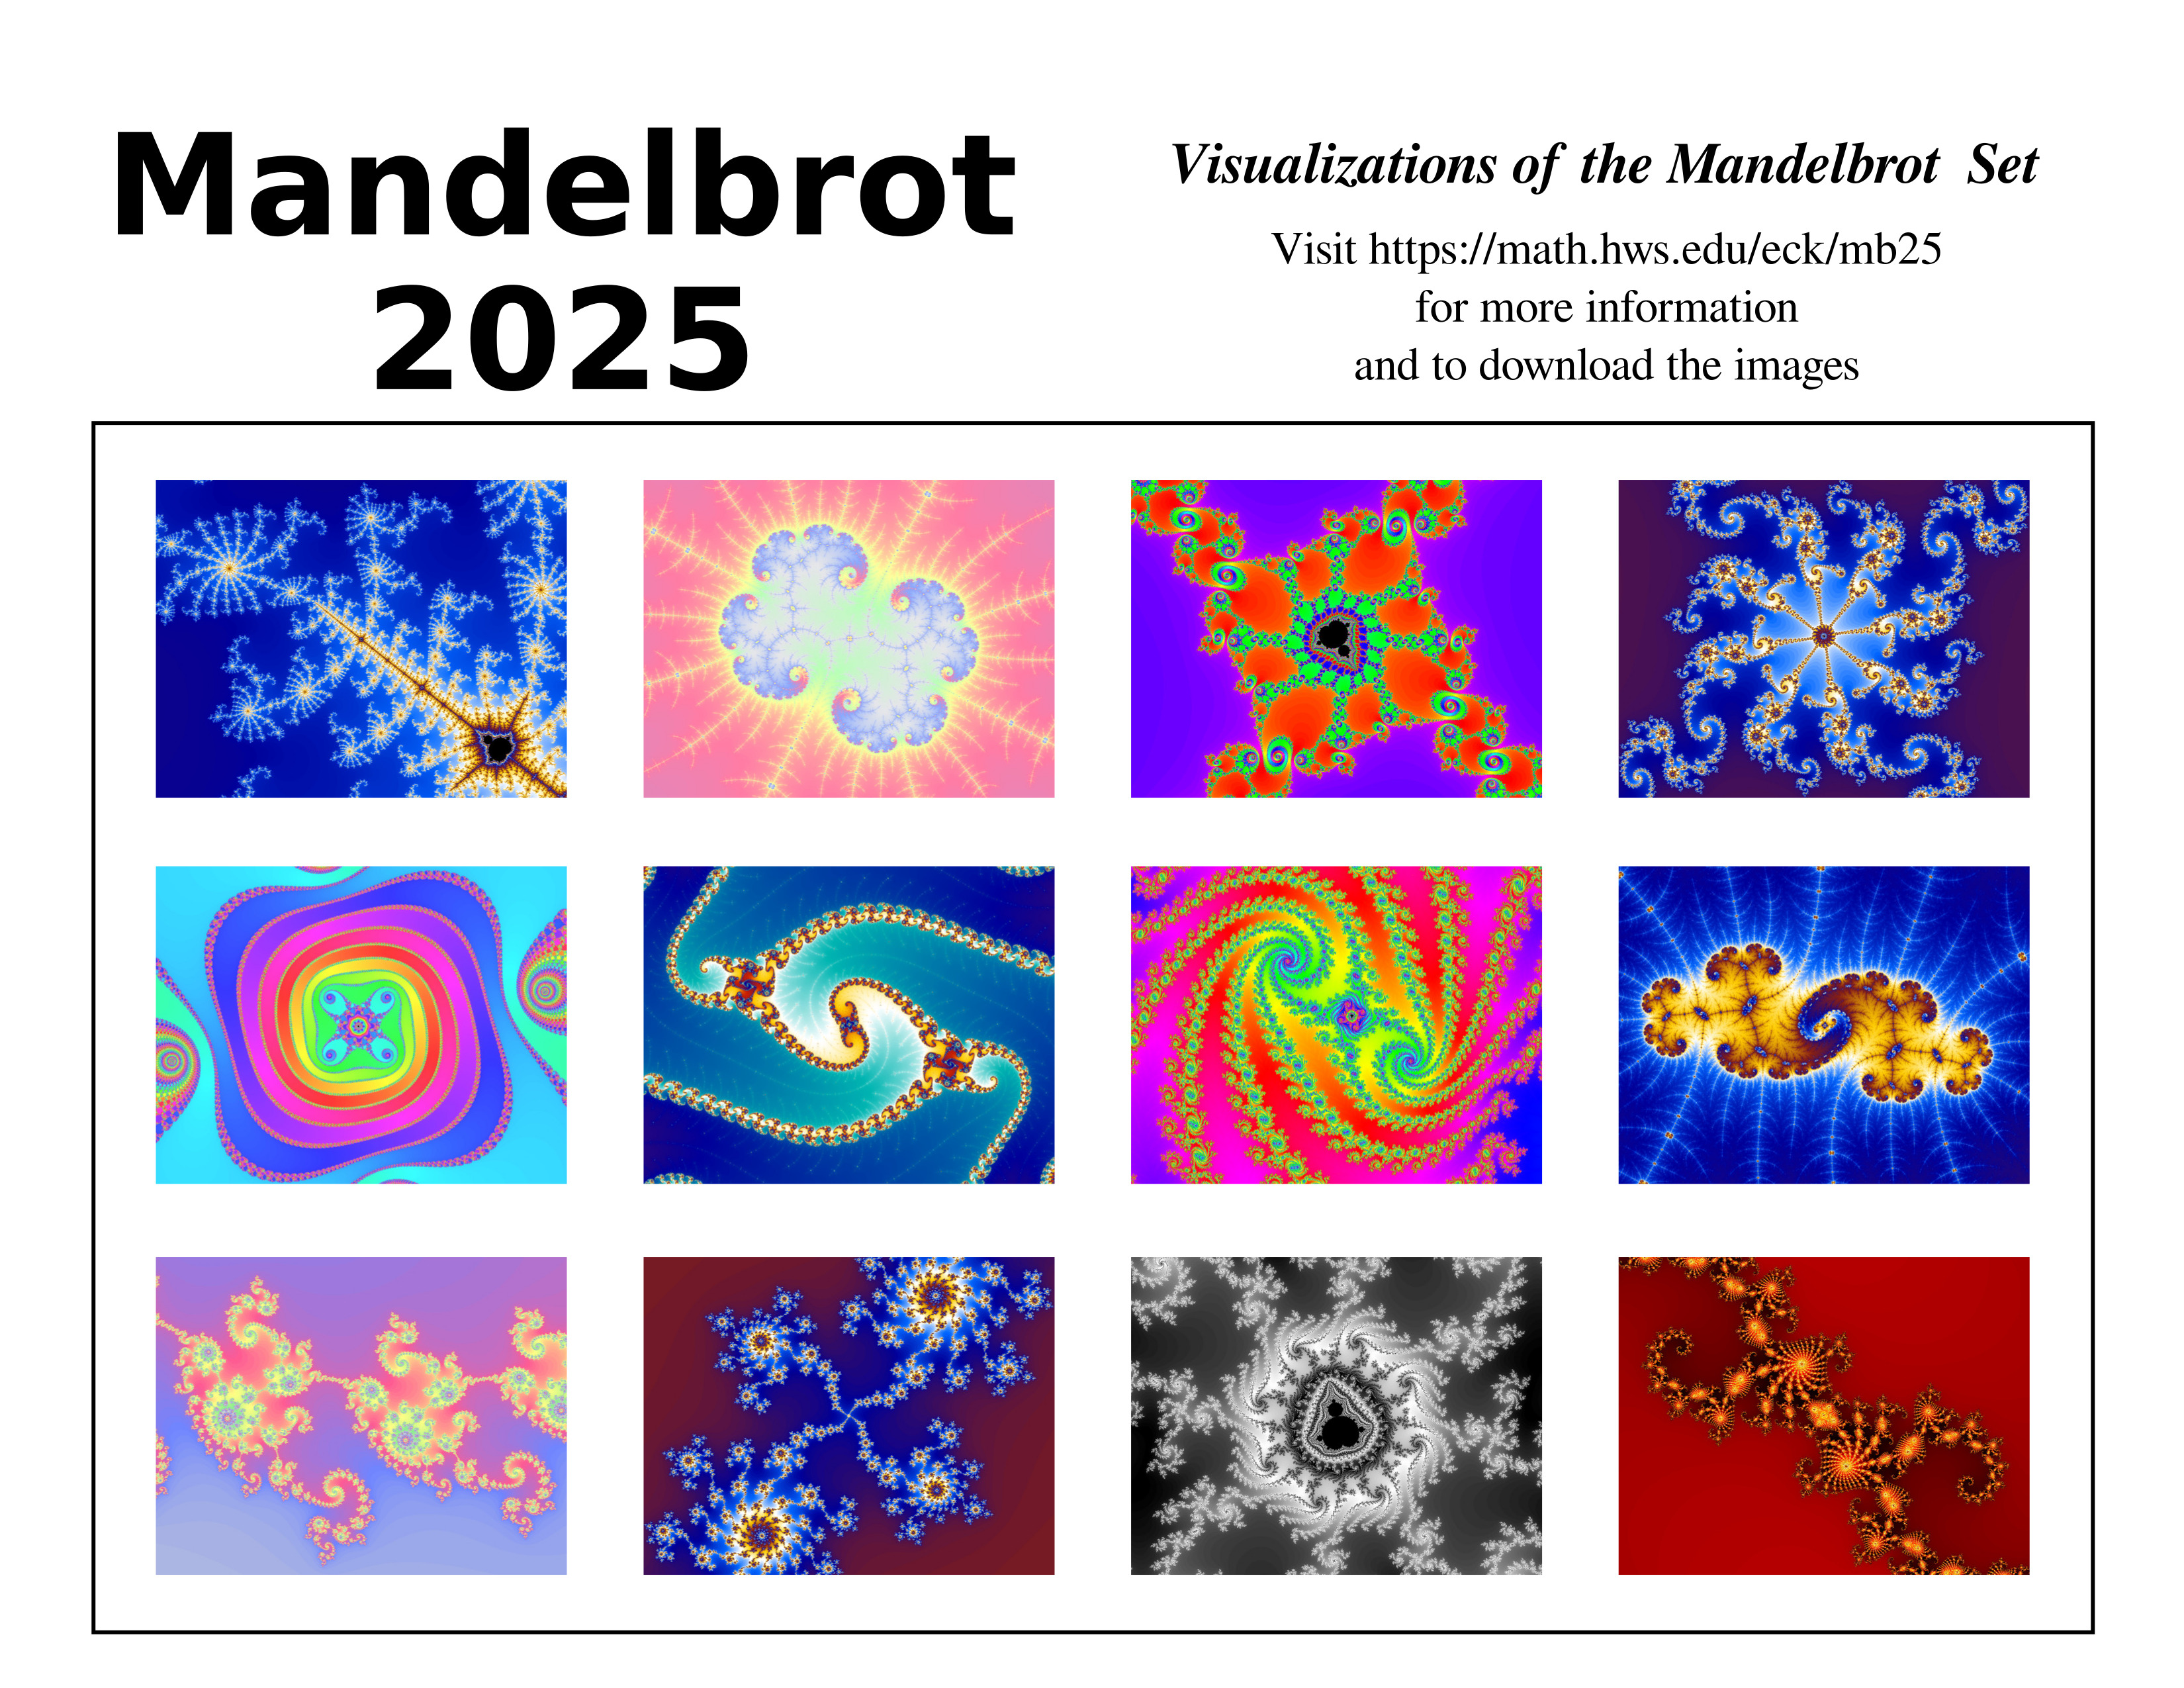 Mandelbrot
2025
Visualizations of the Mandelbrot Set
Visit https://math.hws.edu/eck/mb25
for more information
and to download the images